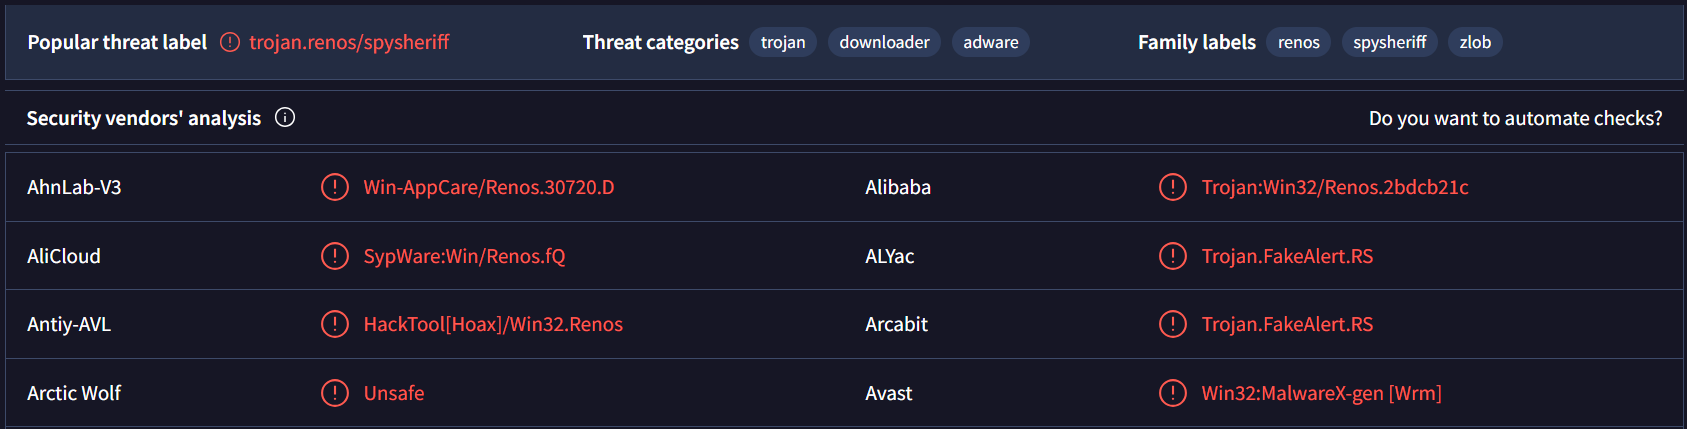 Popular threat label trojan.renos/spysheriff Threat categories trojan downloader adware Family labels renos spysheriff zlob
Security vendors' analysis Do you want to automate checks?
AhnLab-V3 Win-AppCare/Renos.30720.D Alibaba Trojan:Win32/Renos.2bdcb21c
AliCloud SypWare:Win/Renos.fQ ALYac Trojan.FakeAlert.RS
Antiy-AVL HackTool[Hoax]/Win32.Renos Arcabit Trojan.FakeAlert.RS
Arctic Wolf Unsafe Avast Win32:MalwareX-gen [Wrm]